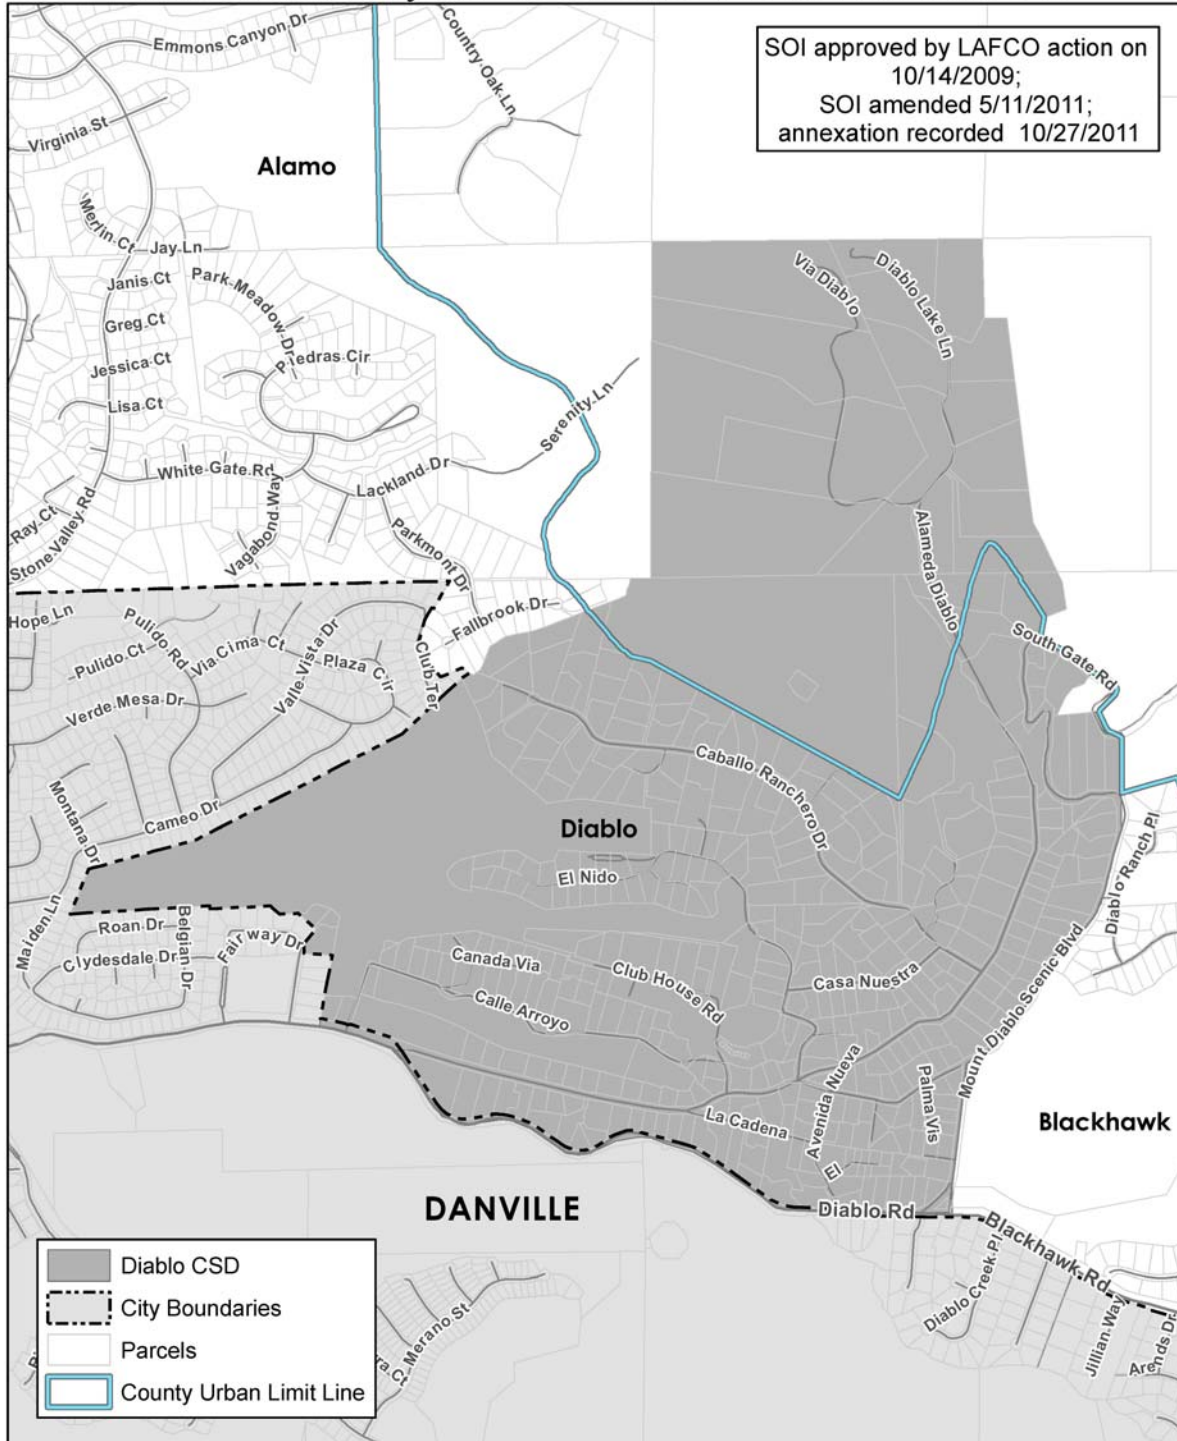 Emmons Canyon Dr
Country Oak Ln
SOI approved by LAFCO action on
10/14/2009;
SOI amended 5/11/2011;
annexation recorded 10/27/2011
Virginia St
Alamo
Merlin Ct
Jay Ln
Janis Ct
Park Meadow Dr
Greg Ct
Jessica Ct
Piedras Cir
Lisa Ct
Via Diablo
Diablo Lake Ln
Serenity Ln
White Gate Rd
Lackland Dr
Ray Ct
Stone Valley Rd
Vagabond Way
Parkmont Dr
Alameda Diablo
Hope Ln
Pulido Rd
Fallbrook Dr
Pulido Ct
Via Cima Ct
Valle Vista Dr
Plaza Cir
Club Ter
South Gate Rd
Verde Mesa Dr
Caballo Ranchero Dr
Montana Dr
Cameo Dr
Diablo
El Nido
Diablo Ranch Pl
Maiden Ln
Roan Dr
Belgian Dr
Fairway Dr
Clydesdale Dr
Canada Via
Club House Rd
Casa Nuestra
Calle Arroyo
Mount Diablo Scenic Blvd
Avenida Nueva
Palma Vis
La Cadena
El
Blackhawk
DANVILLE
Diablo Rd
Blackhawk Rd
Diablo Creek Pl
Jillian Way
Arends Dr
Merano St
ra Ct
Diablo CSD
City Boundaries
Parcels
County Urban Limit Line